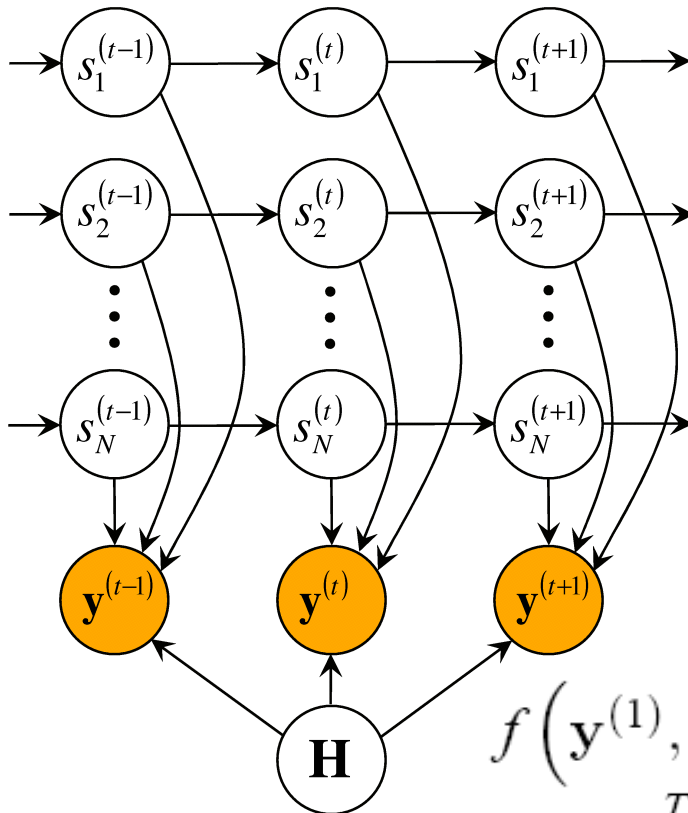 s_1^{(t-1)} s_1^{(t)} s_1^{(t+1)}
s_2^{(t-1)} s_2^{(t)} s_2^{(t+1)}
s_N^{(t-1)} s_N^{(t)} s_N^{(t+1)}
y^{(t-1)} y^{(t)} y^{(t+1)}
H
f(y^{(1)},